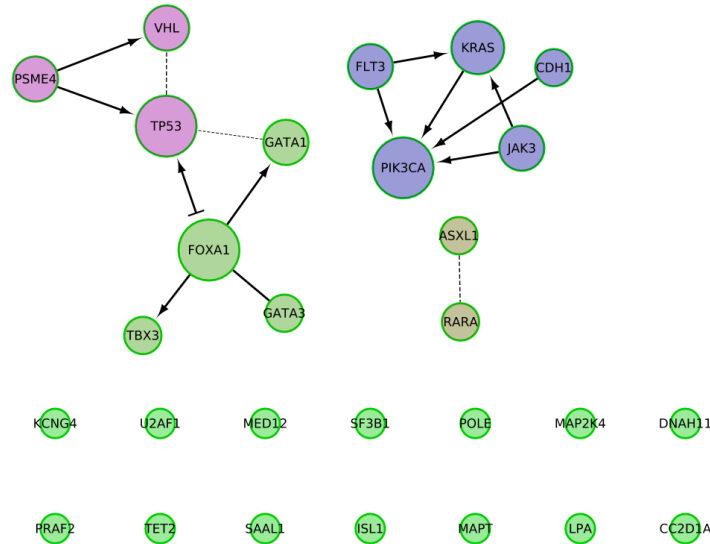 VHL
KRAS
FLT3
CDH1
PSME4
TP53
GATA1
JAK3
PIK3CA
ASXL1
FOXA1
GATA3
RARA
TBX3
KCNG4
U2AF1
MED12
SF3B1
POLE
MAP2K4
DNAH11
PRAF2
TET2
SAAL1
ISL1
MAPT
LPA
CC2D1A